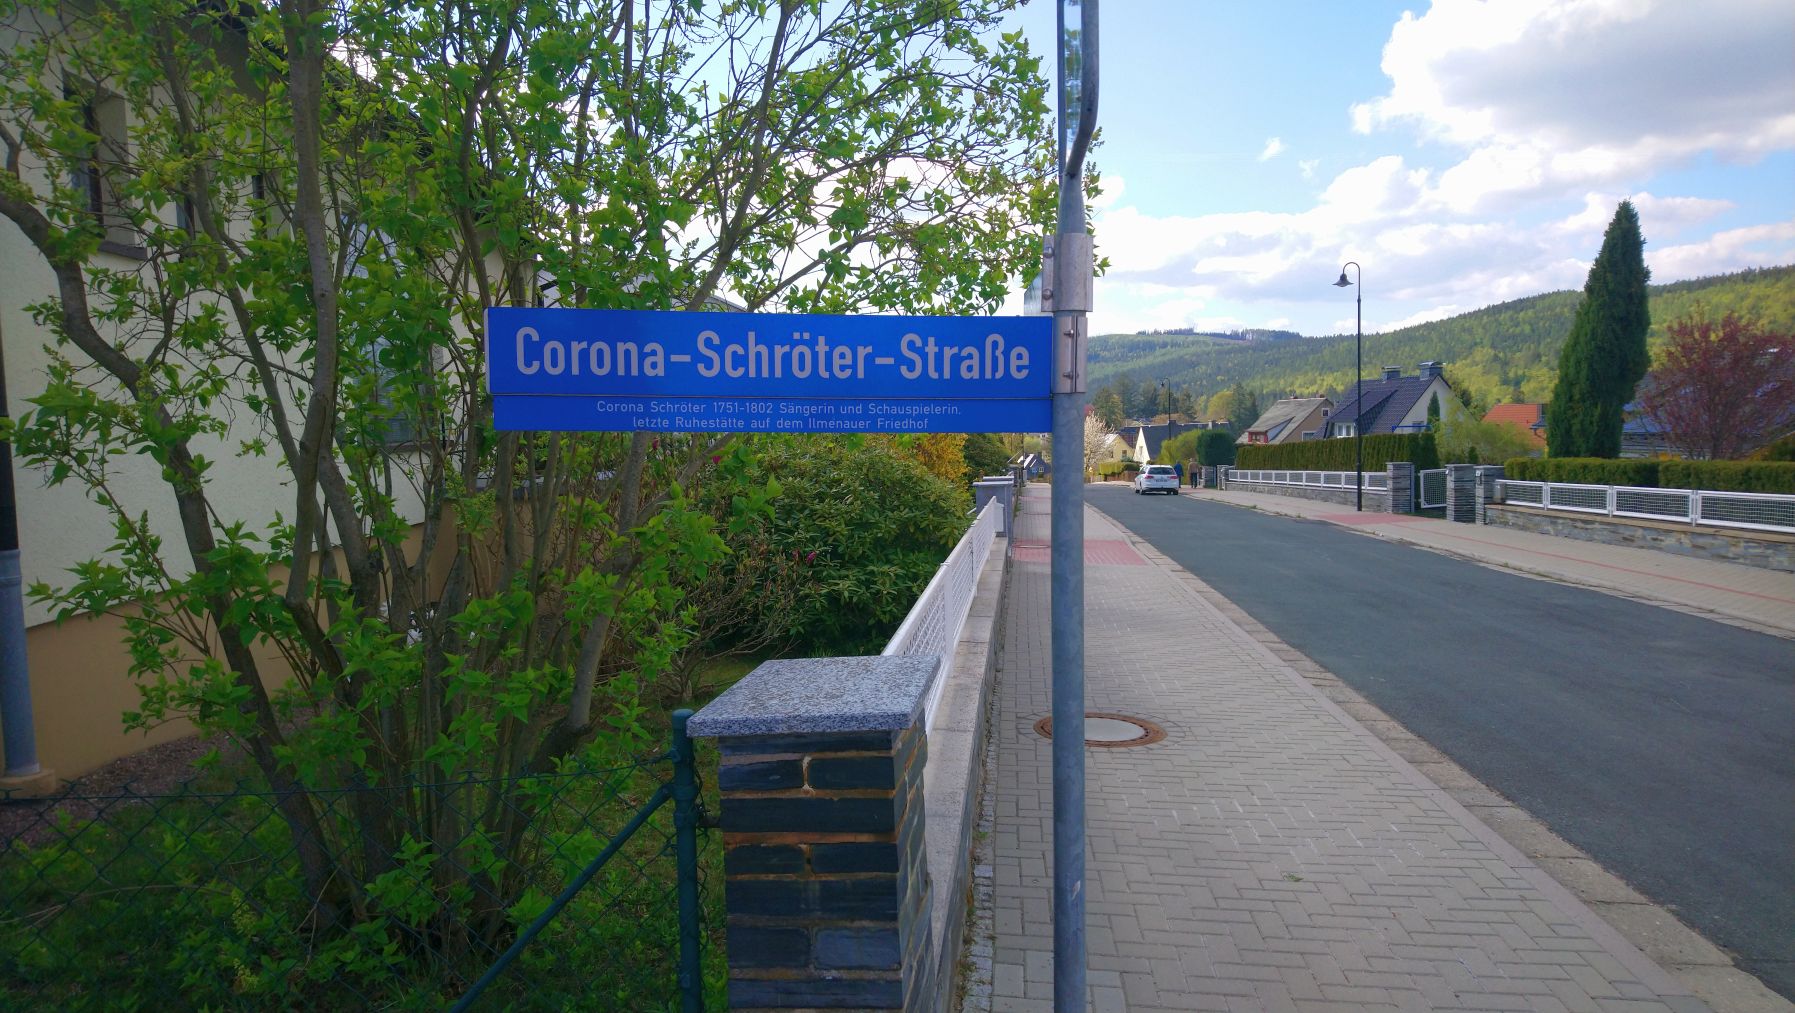 Corona-Schröter-Straße
Corona Schröter 1751-1802 Sängerin und Schauspielerin,
letzte Ruhestätte auf dem Ilmenauer Friedhof